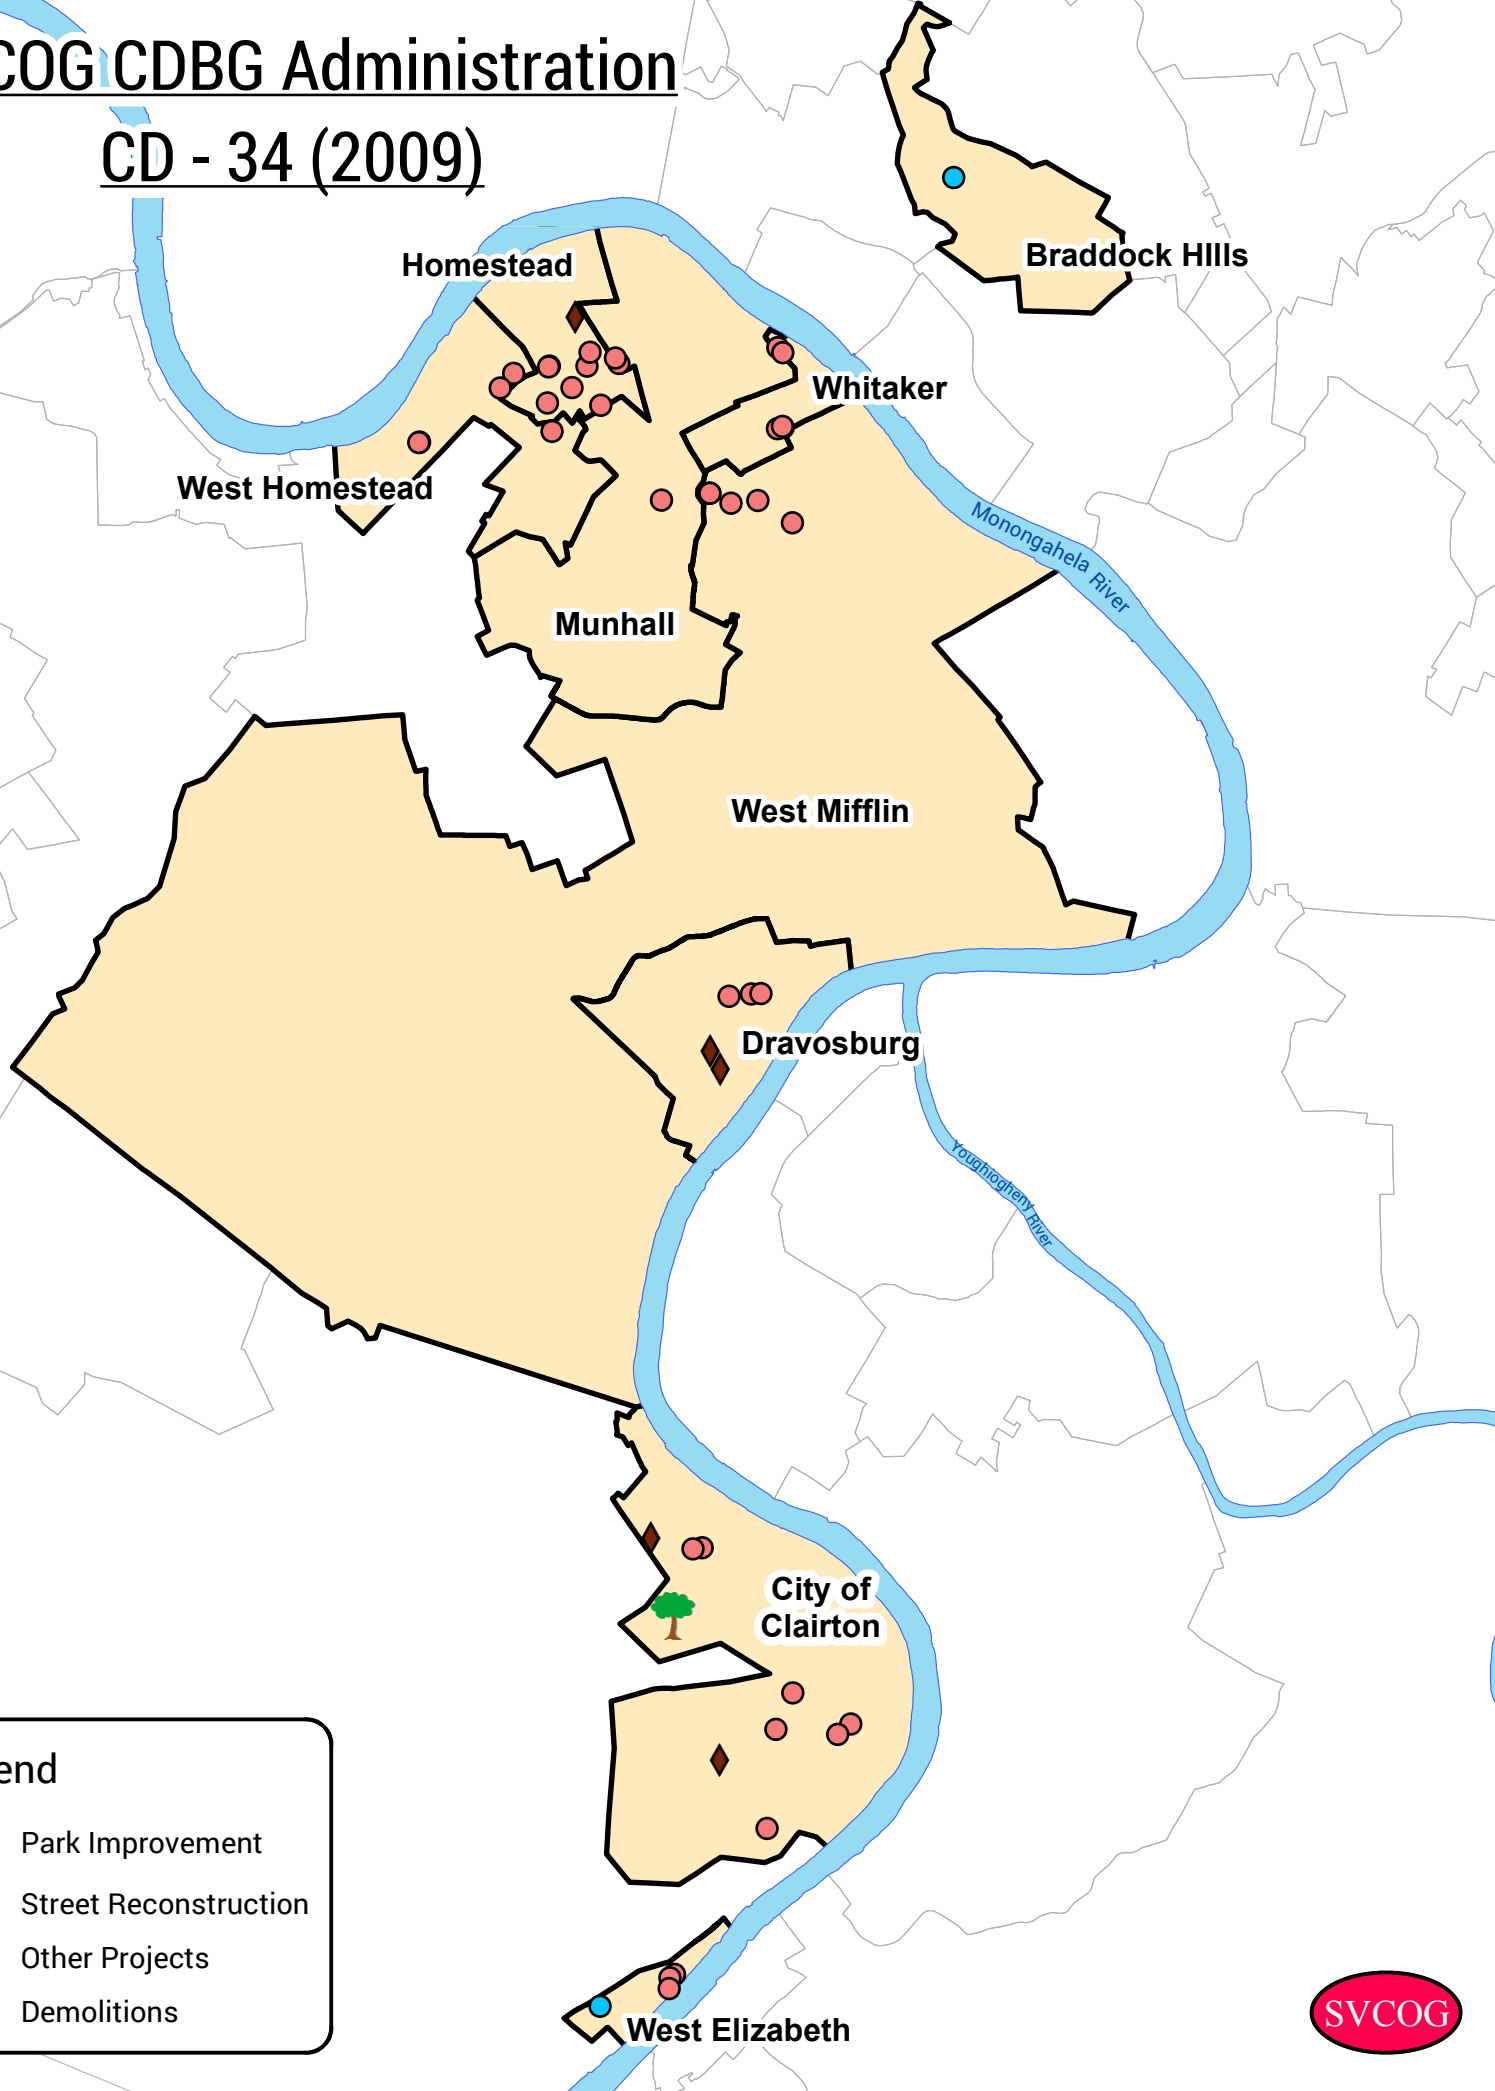 COG CDBG Administration
CD - 34 (2009)
Homestead
Braddock HIlls
Whitaker
West Homestead
Monongahela River
Munhall
West Mifflin
Dravosburg
Youghiogheny River
City of
Clairton
end
Park Improvement
Street Reconstruction
Other Projects
Demolitions
West Elizabeth
SVCOG